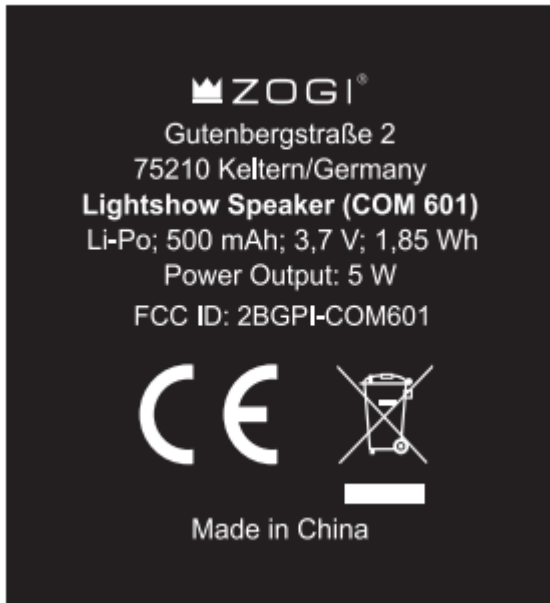 ZOGI®
Gutenbergstraße 2
75210 Keltern/Germany
Lightshow Speaker (COM 601)
Li-Po; 500 mAh; 3,7 V; 1,85 Wh
Power Output: 5 W
FCC ID: 2BGPI-COM601
CE
Made in China